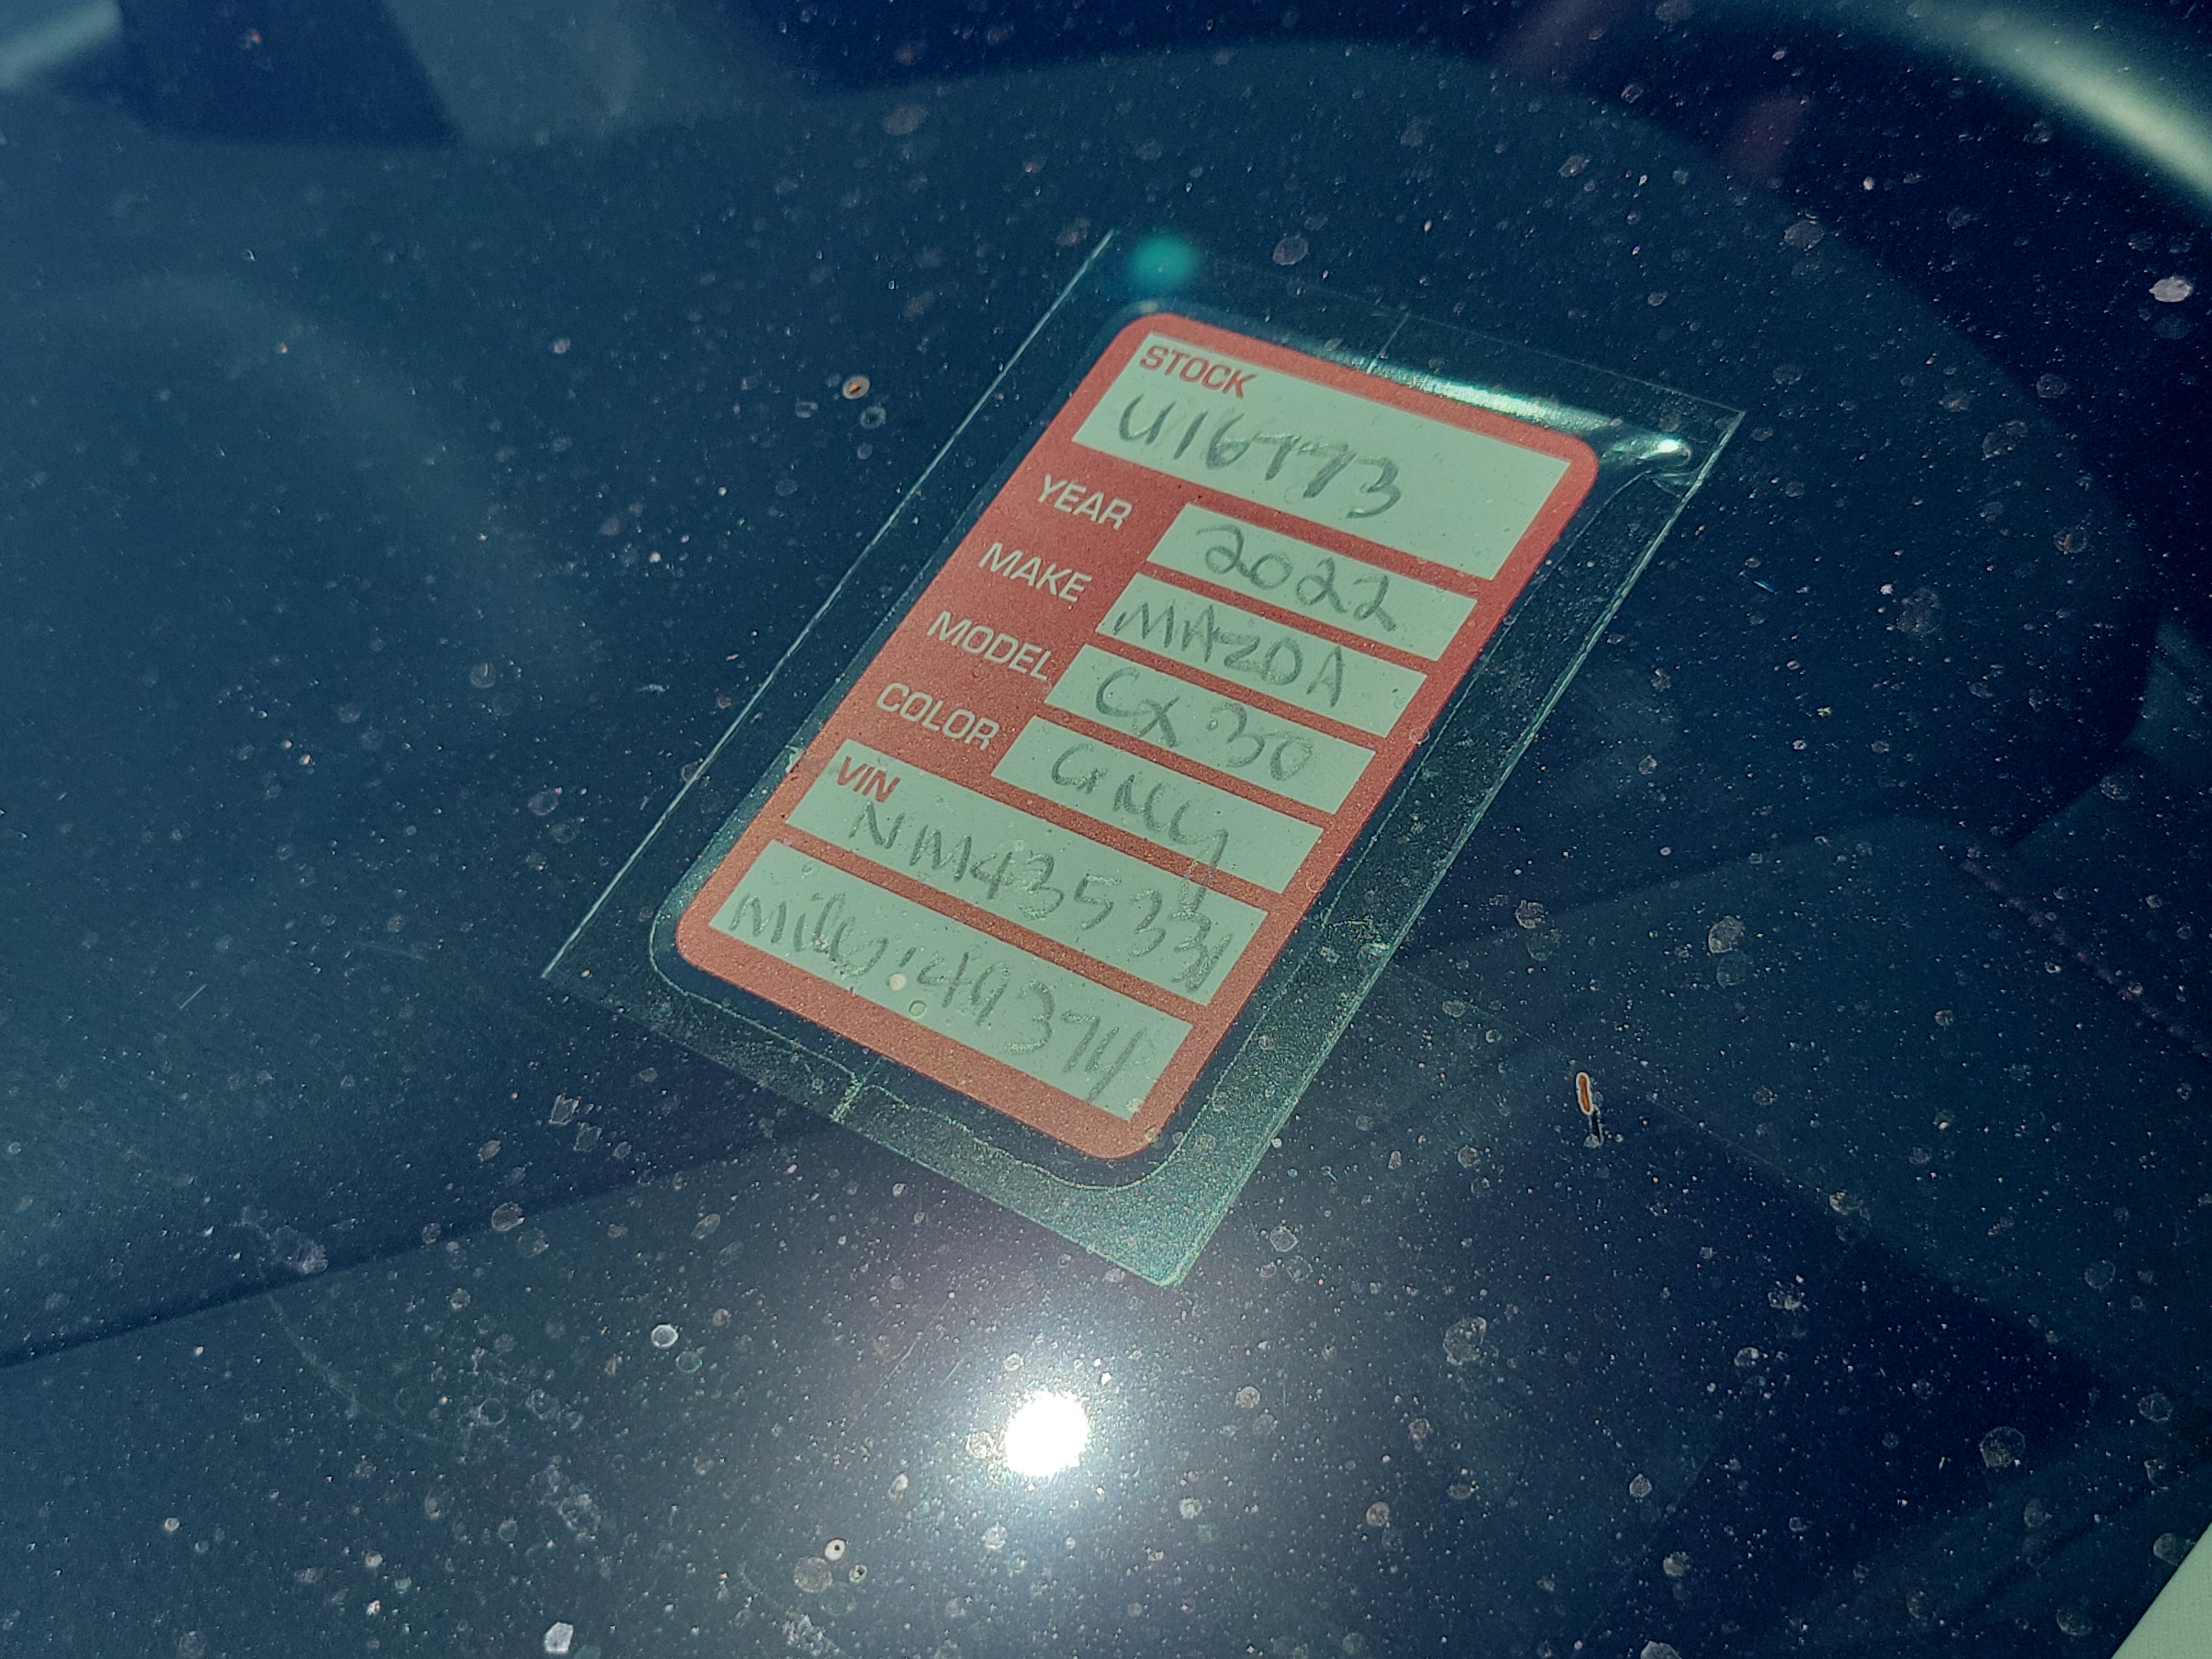 STOCK
U16773
YEAR 2022
MAKE MAZDA
MODEL CX 30
COLOR Gray
VIN
NM435331
Miles: 49374